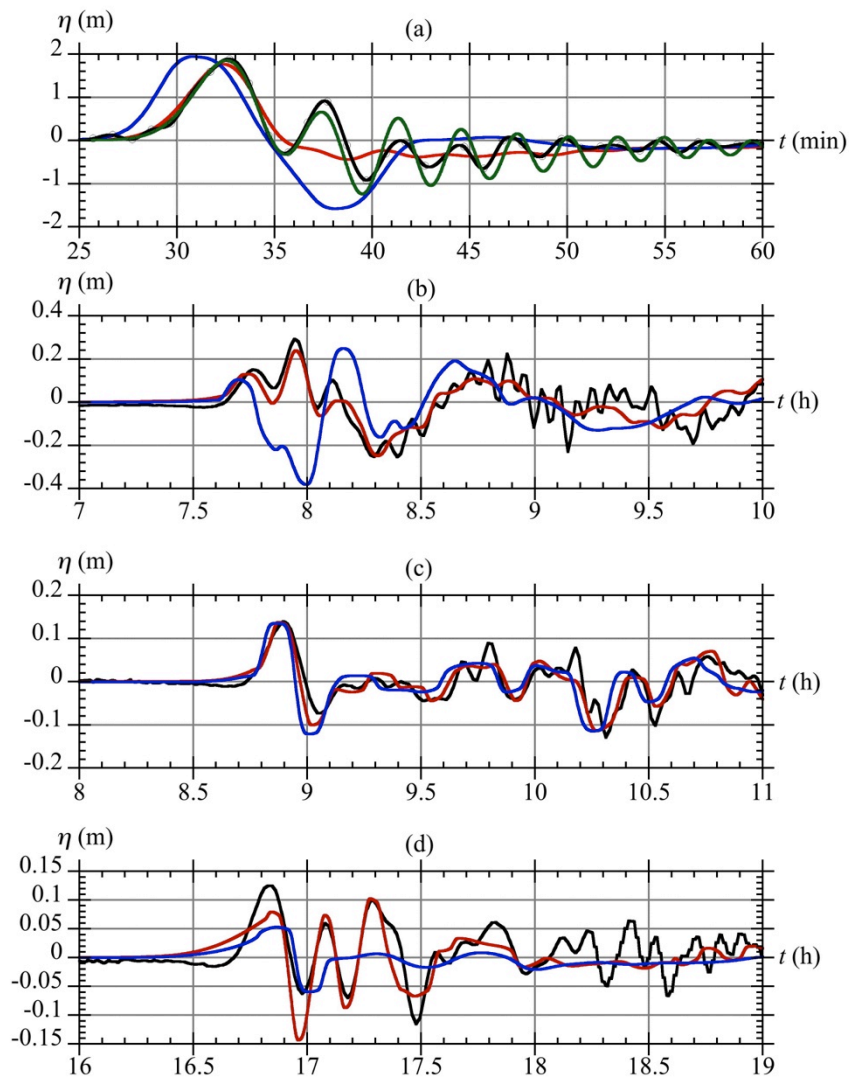 η (m)
(a)
2
1
0
-1
-2
t (min)
25 30 35 40 45 50 55 60
η (m)
(b)
0.4
0.2
0
-0.2
-0.4
t (h)
7 7.5 8 8.5 9 9.5 10
η (m)
(c)
0.2
0.1
0
-0.1
-0.2
t (h)
8 8.5 9 9.5 10 10.5 11
η (m)
(d)
0.15
0.1
0.05
0
-0.05
-0.1
-0.15
t (h)
16 16.5 17 17.5 18 18.5 19